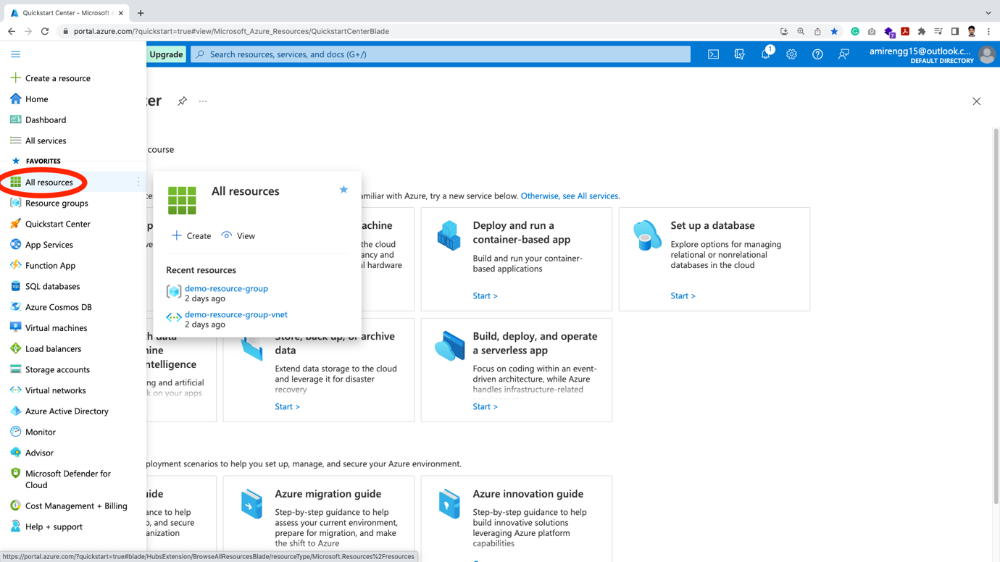 Quickstart Center - Microsoft A
portal.azure.com/?quickstart=true#view/Microsoft_Azure_Resources/QuickstartCenterBlade
7
Upgrade
Search resources, services, and docs (G+/)
1
amirengg15@outlook.c...
DEFAULT DIRECTORY
Create a resource
Home
Dashboard
All services
FAVORITES
All resources
Resource groups
Quickstart Center
App Services
Function App
SQL databases
Azure Cosmos DB
Virtual machines
Load balancers
Storage accounts
Virtual networks
Azure Active Directory
Monitor
Advisor
Microsoft Defender for
Cloud
Cost Management + Billing
Help + support
ter
...
course
All resources
Create
View
Recent resources
demo-resource-group
2 days ago
demo-resource-group-vnet
2 days ago
miliar with Azure, try a new service below. Otherwise, see All services.
achine
the cloud
ancy and
al hardware
Deploy and run a
container-based app
Build and run your container-
based applications
Start >
Set up a database
Explore options for managing
relational or nonrelational
databases in the cloud
Start >
th data
ine
intelligence
ng and artificial
k on your apps
Store, back up, or archive
data
Extend data storage to the cloud
and leverage it for disaster
recovery
Start >
Build, deploy, and operate
a serverless app
Focus on coding within an event-
driven architecture, while Azure
handles infrastructure-related
Start >
ployment scenarios to help you set up, manage, and secure your Azure environment.
uide
ance to help
p, and secure
anization
Azure migration guide
Step-by-step guidance to help
assess your current environment,
prepare for migration, and make
the shift to Azure
Azure innovation guide
Step-by-step guidance to help
build innovative solutions
leveraging Azure platform
capabilities
https://portal.azure.com/?quickstart=true#blade/HubsExtension/BrowseAllResourcesBlade/resourceType/Microsoft.Resources%2Fresources